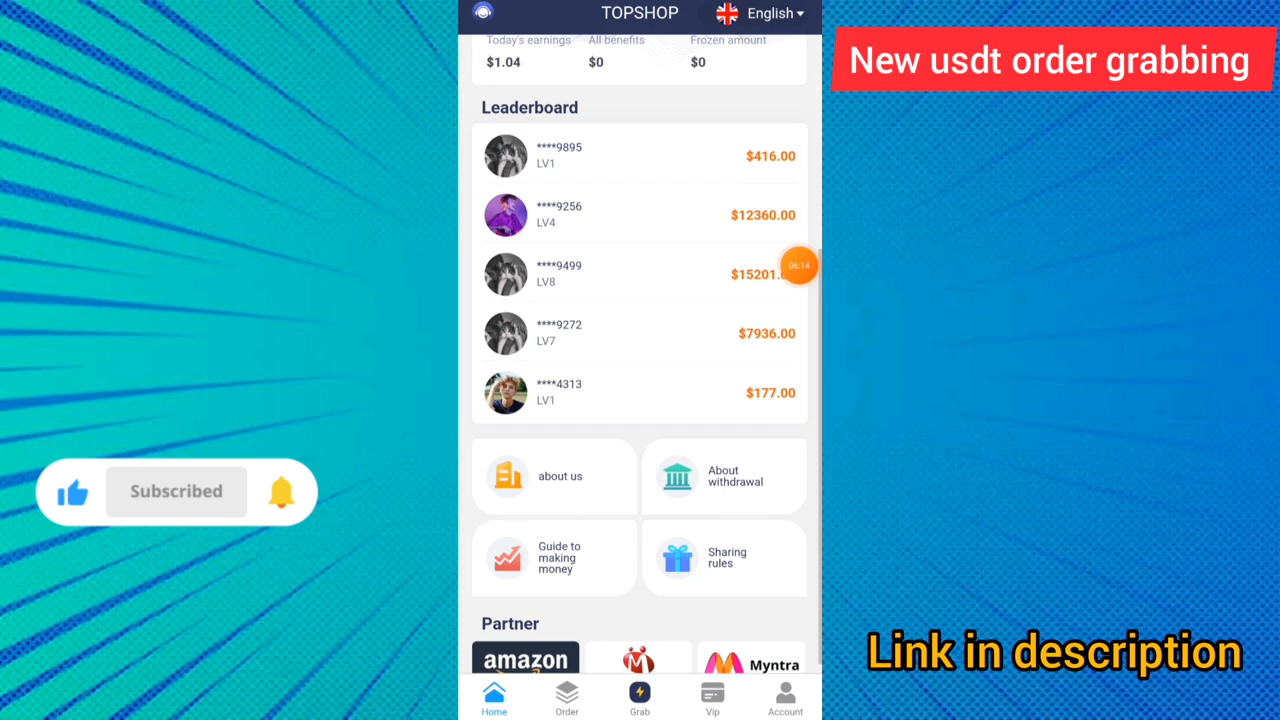 TOPSHOP
English
New usdt order grabbing
Today's earnings All benefits Frozen amount
$1.04 $0 $0
Leaderboard
****9895
LV1
$416.00
****9256
LV4
$12360.00
****9499
LV8
$15201.
06:14
****9272
LV7
$7936.00
****4313
LV1
$177.00
Subscribed
about us
About
withdrawal
Guide to
making
money
Sharing
rules
Partner
amazon
Myntra
Link in description
Home Order Grab Vip Account